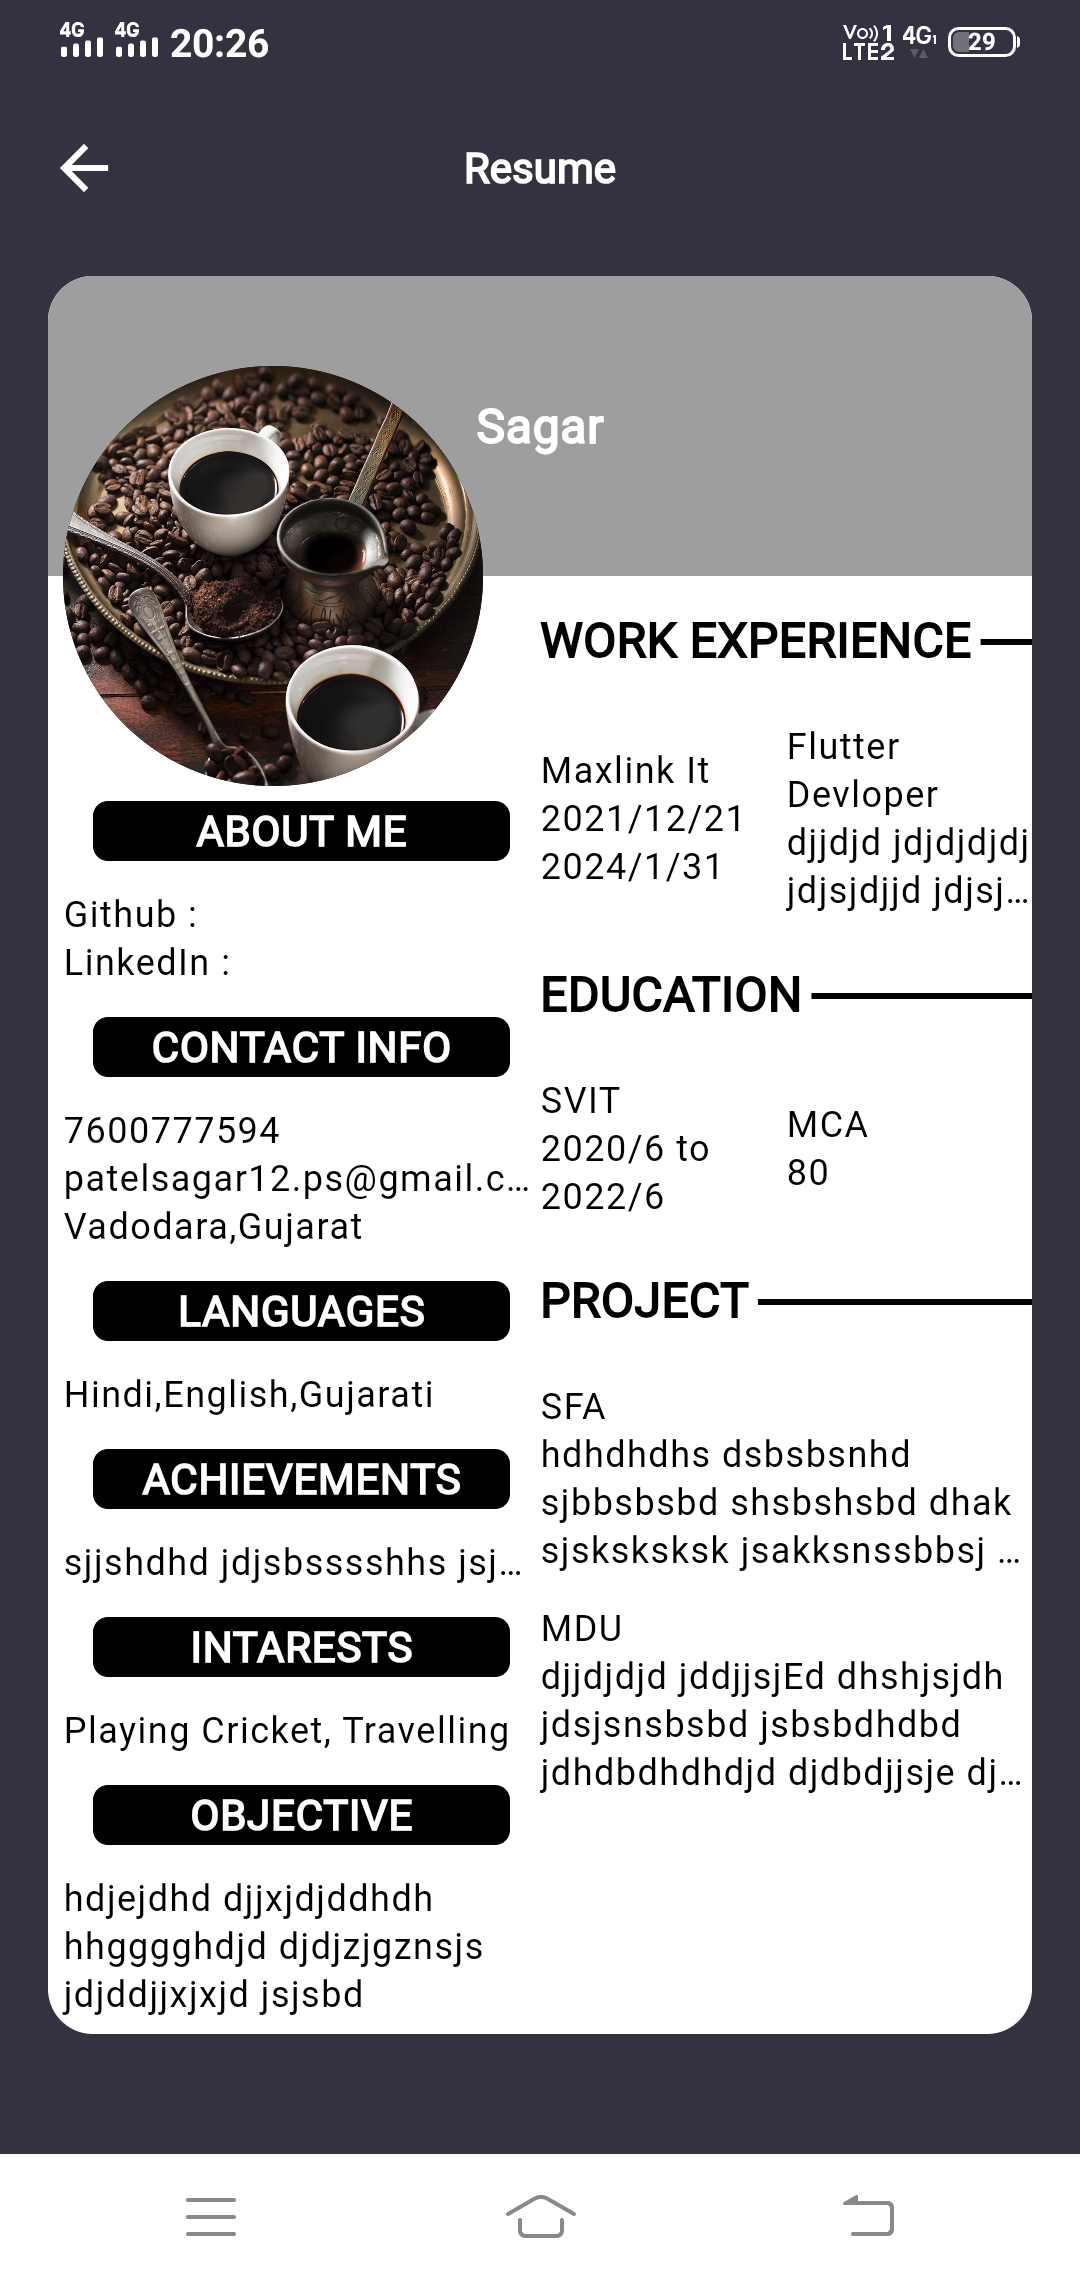 4G 4G 20:26 Vo)) 1 LTE2 4G1 29
Resume
Sagar
ABOUT ME
Github :
LinkedIn :
CONTACT INFO
7600777594
patelsagar12.ps@gmail.c...
Vadodara,Gujarat
LANGUAGES
Hindi,English,Gujarati
ACHIEVEMENTS
sjjshdhd jdjsbsssshhs jsj...
INTARESTS
Playing Cricket, Travelling
OBJECTIVE
hdjejdhd djjxjdjddhdh
hhgggghdjd djdjzjgznsjs
jdjddjjxjxjd jsjsbd
WORK EXPERIENCE
Maxlink It
2021/12/21
2024/1/31
Flutter
Devloper
djjdjd jdjdjdjdj
jdjsjdjjd jdjsj...
EDUCATION
SVIT
2020/6 to
2022/6
MCA
80
PROJECT
SFA
hdhdhdhs dsbsbsnhd
sjbbsbsbd shsbshsbd dhak
sjsksksksk jsakksnssbbsj ...
MDU
djjdjdjd jddjjsjEd dhshjsjdh
jdsjsnsbsbd jsbsbdhdbd
jdhdbdhdhdjd djdbdjjsje dj...